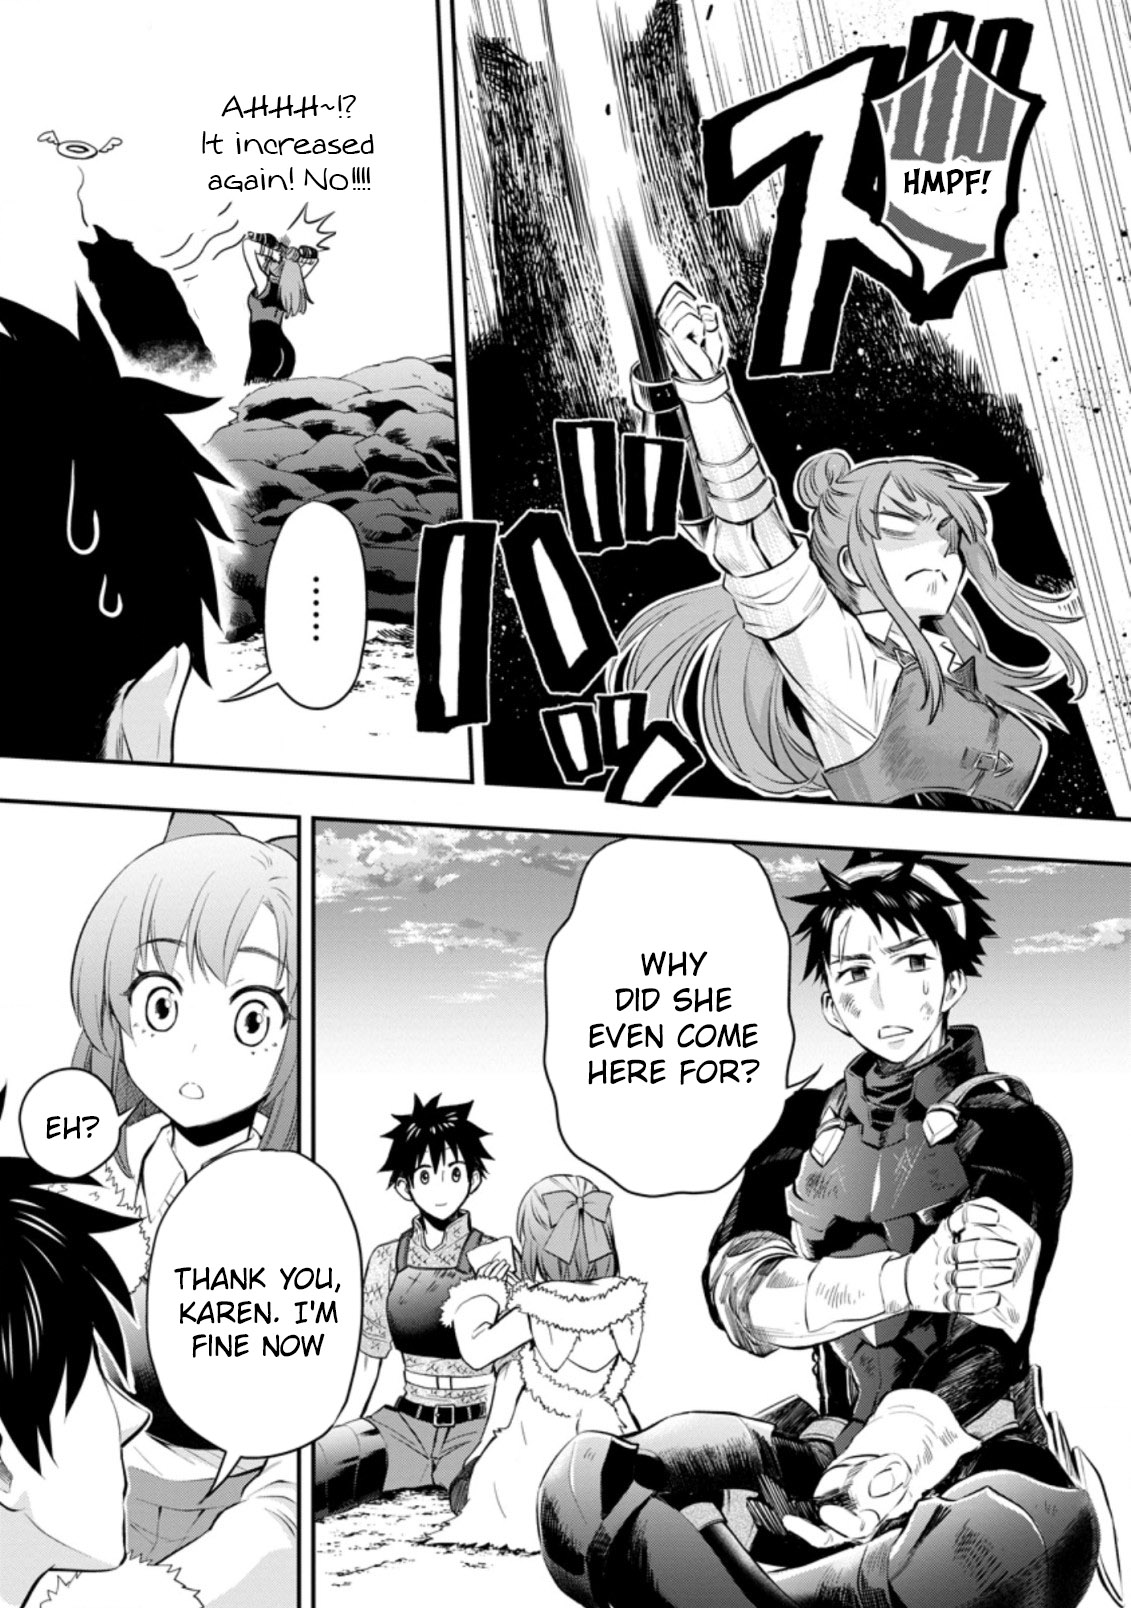 HMPF!
ズ
AHHH~!?
It increased
again! No!!!!
......
WHY
DID SHE
EVEN COME
HERE FOR?
THANK YOU,
KAREN. I'M
FINE NOW
EH?